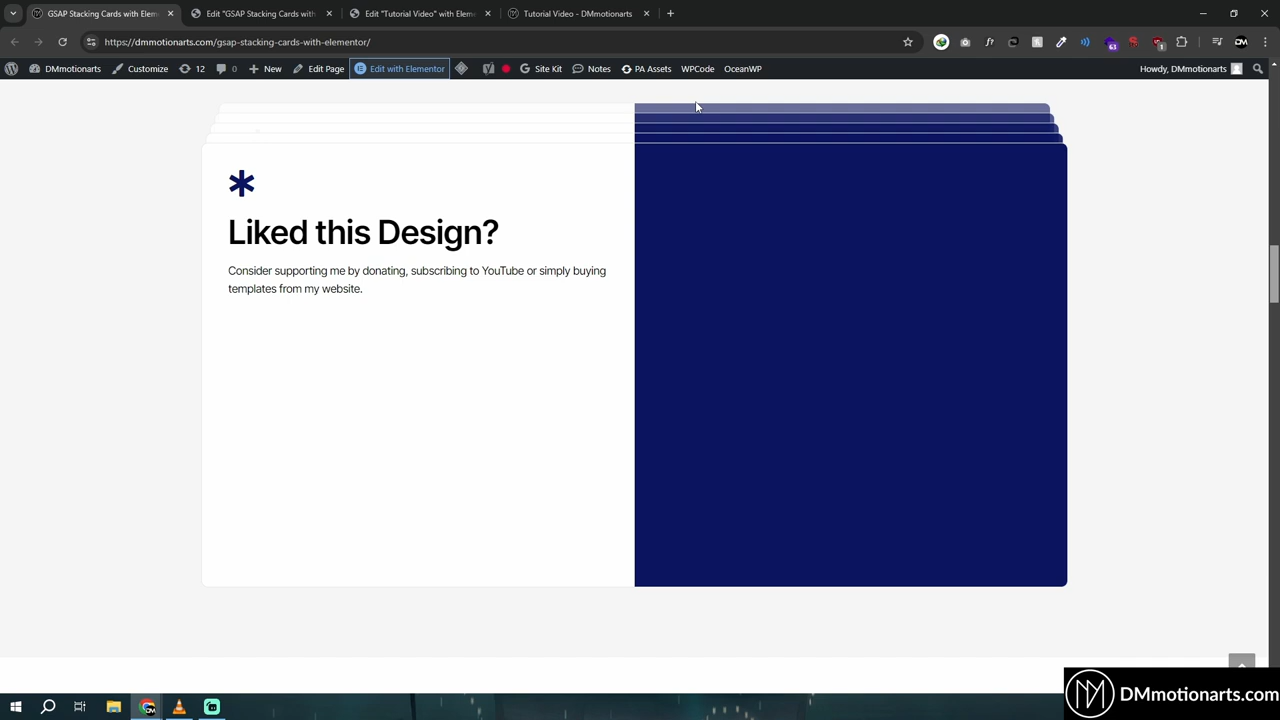 GSAP Stacking Cards with Elem
Edit "GSAP Stacking Cards with
Edit "Tutorial Video" with Eleme
Tutorial Video - DMmotionarts
https://dmmotionarts.com/gsap-stacking-cards-with-elementor/
DMmotionarts
Customize
12
0
New
Edit Page
Edit with Elementor
Site Kit
Notes
PA Assets
WPCode
OceanWP
Howdy, DMmotionarts
Liked this Design?
Consider supporting me by donating, subscribing to YouTube or simply buying
templates from my website.
DMmotionarts.com